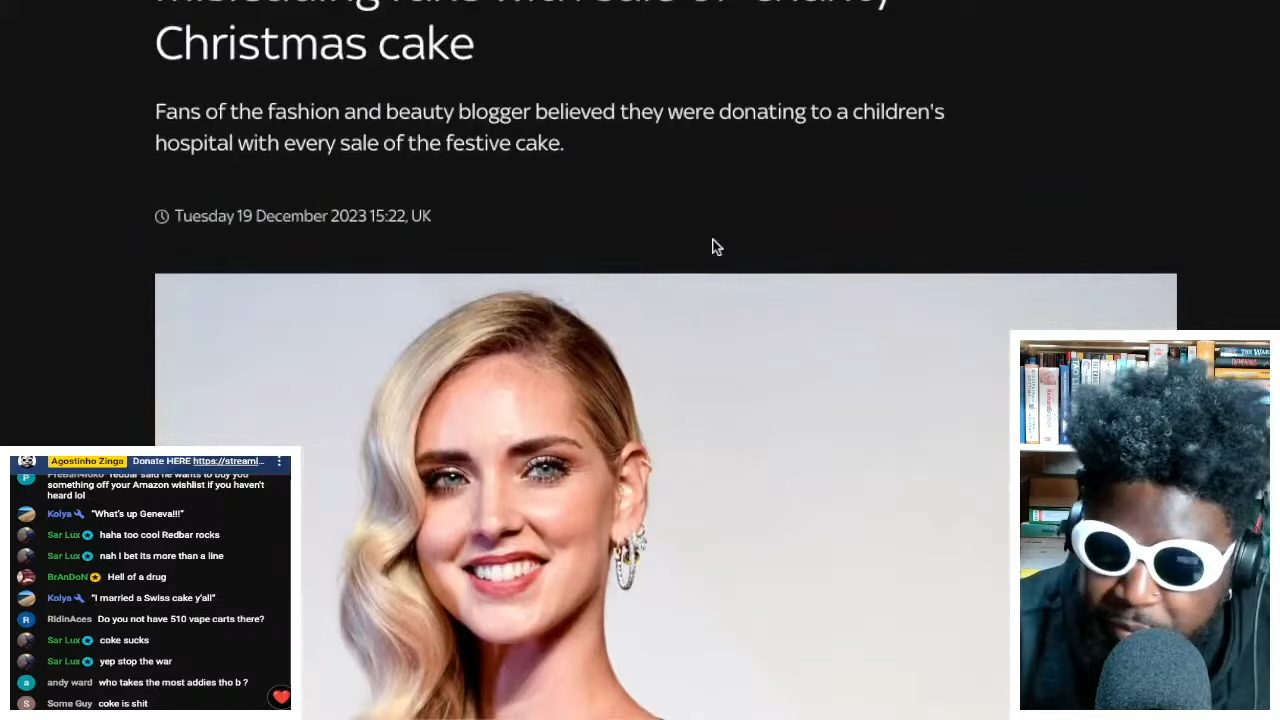 Christmas cake
Fans of the fashion and beauty blogger believed they were donating to a children's
hospital with every sale of the festive cake.
Tuesday 19 December 2023 15:22, UK
Agostinho Zinga Donate HERE https://streaml...
something off your Amazon wishlist if you haven't
heard lol
Kolya “What's up Geneva!!!”
Sar Lux haha too cool Redbar rocks
Sar Lux nah I bet its more than a line
BrAnDoN Hell of a drug
Kolya “I married a Swiss cake y'all”
RidinAces Do you not have 510 vape carts there?
Sar Lux coke sucks
Sar Lux yep stop the war
andy ward who takes the most addies tho b ?
Some Guy coke is shit